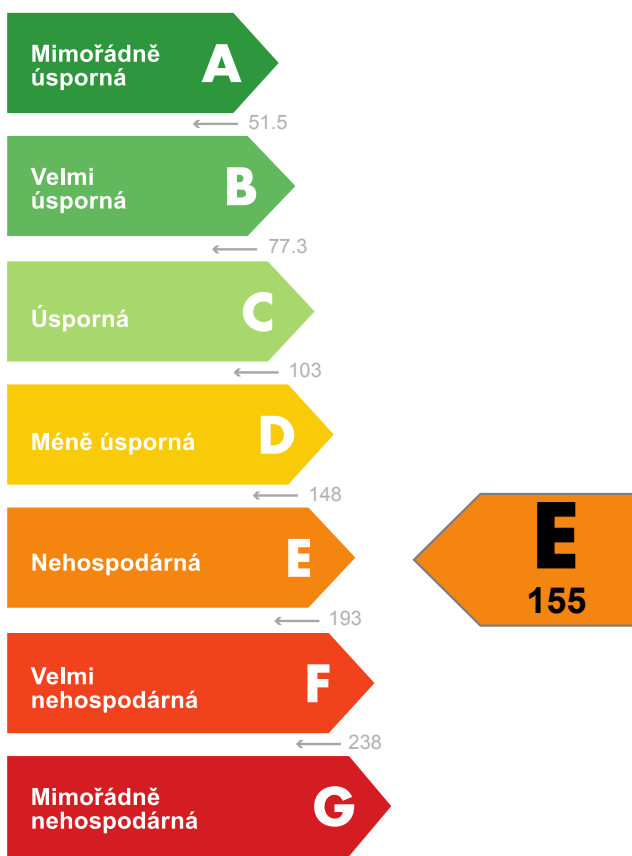 Mimořádně
úsporná
A
51.5
Velmi
úsporná
B
77.3
Úsporná
C
103
Méně úsporná
D
148
Nehospodárná
E
193
E
155
Velmi
nehospodárná
F
238
Mimořádně
nehospodárná
G